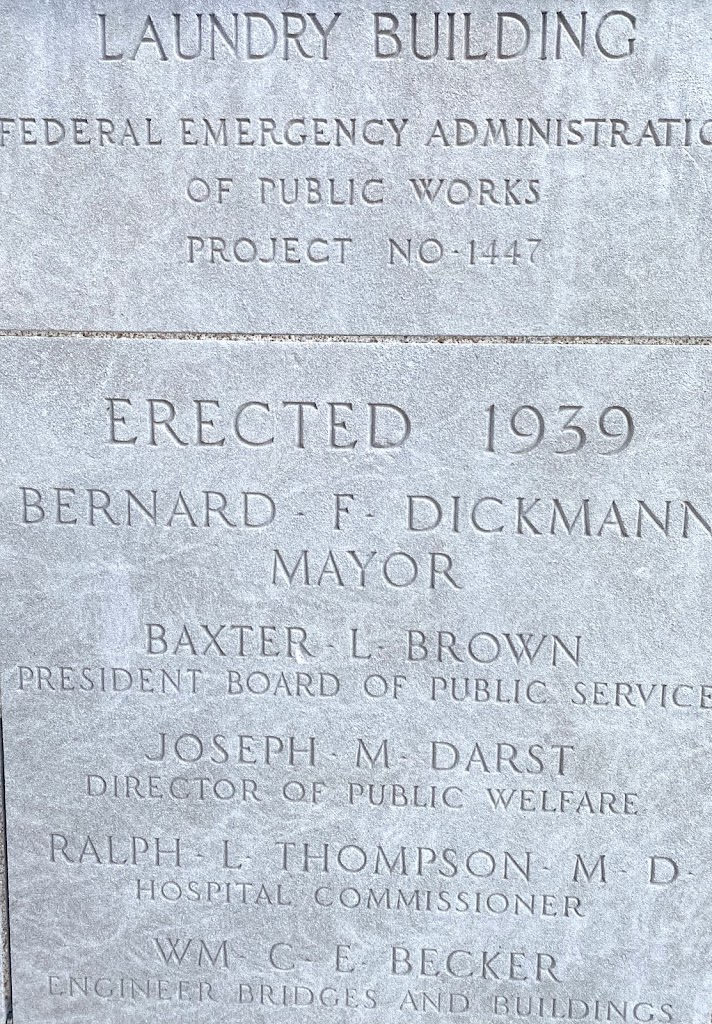 LAUNDRY BUILDING
FEDERAL EMERGENCY ADMINISTRATIO
OF PUBLIC WORKS
PROJECT NO·1447
ERECTED 1939
BERNARD · F · DICKMANN
MAYOR
BAXTER · L · BROWN
PRESIDENT BOARD OF PUBLIC SERVICE
JOSEPH · M · DARST
DIRECTOR OF PUBLIC WELFARE
RALPH · L · THOMPSON · M · D ·
HOSPITAL COMMISSIONER
WM · C · E · BECKER
ENGINEER BRIDGES AND BUILDINGS